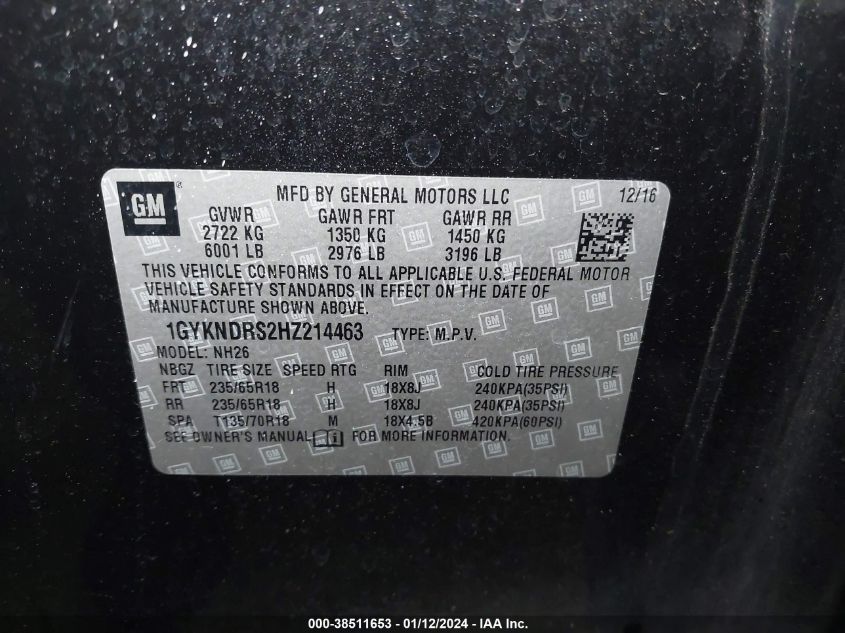 GM ® MFD BY GENERAL MOTORS LLC 12/16
GVWR GAWR FRT GAWR RR
2722 KG 1350 KG 1450 KG
6001 LB 2976 LB 3196 LB
THIS VEHICLE CONFORMS TO ALL APPLICABLE U.S. FEDERAL MOTOR
VEHICLE SAFETY STANDARDS IN EFFECT ON THE DATE OF
MANUFACTURE SHOWN ABOVE.
1GYKNDRS2HZ214463 TYPE: M.P.V.
MODEL: NH26
NBGZ TIRE SIZE SPEED RTG RIM COLD TIRE PRESSURE
FRT 235/65R18 H 18X8J 240KPA(35PSI)
RR 235/65R18 H 18X8J 240KPA(35PSI)
SPA T135/70R18 M 18X4.5B 420KPA(60PSI)
SEE OWNER'S MANUAL FOR MORE INFORMATION.
000-38511653 - 01/12/2024 - IAA Inc.